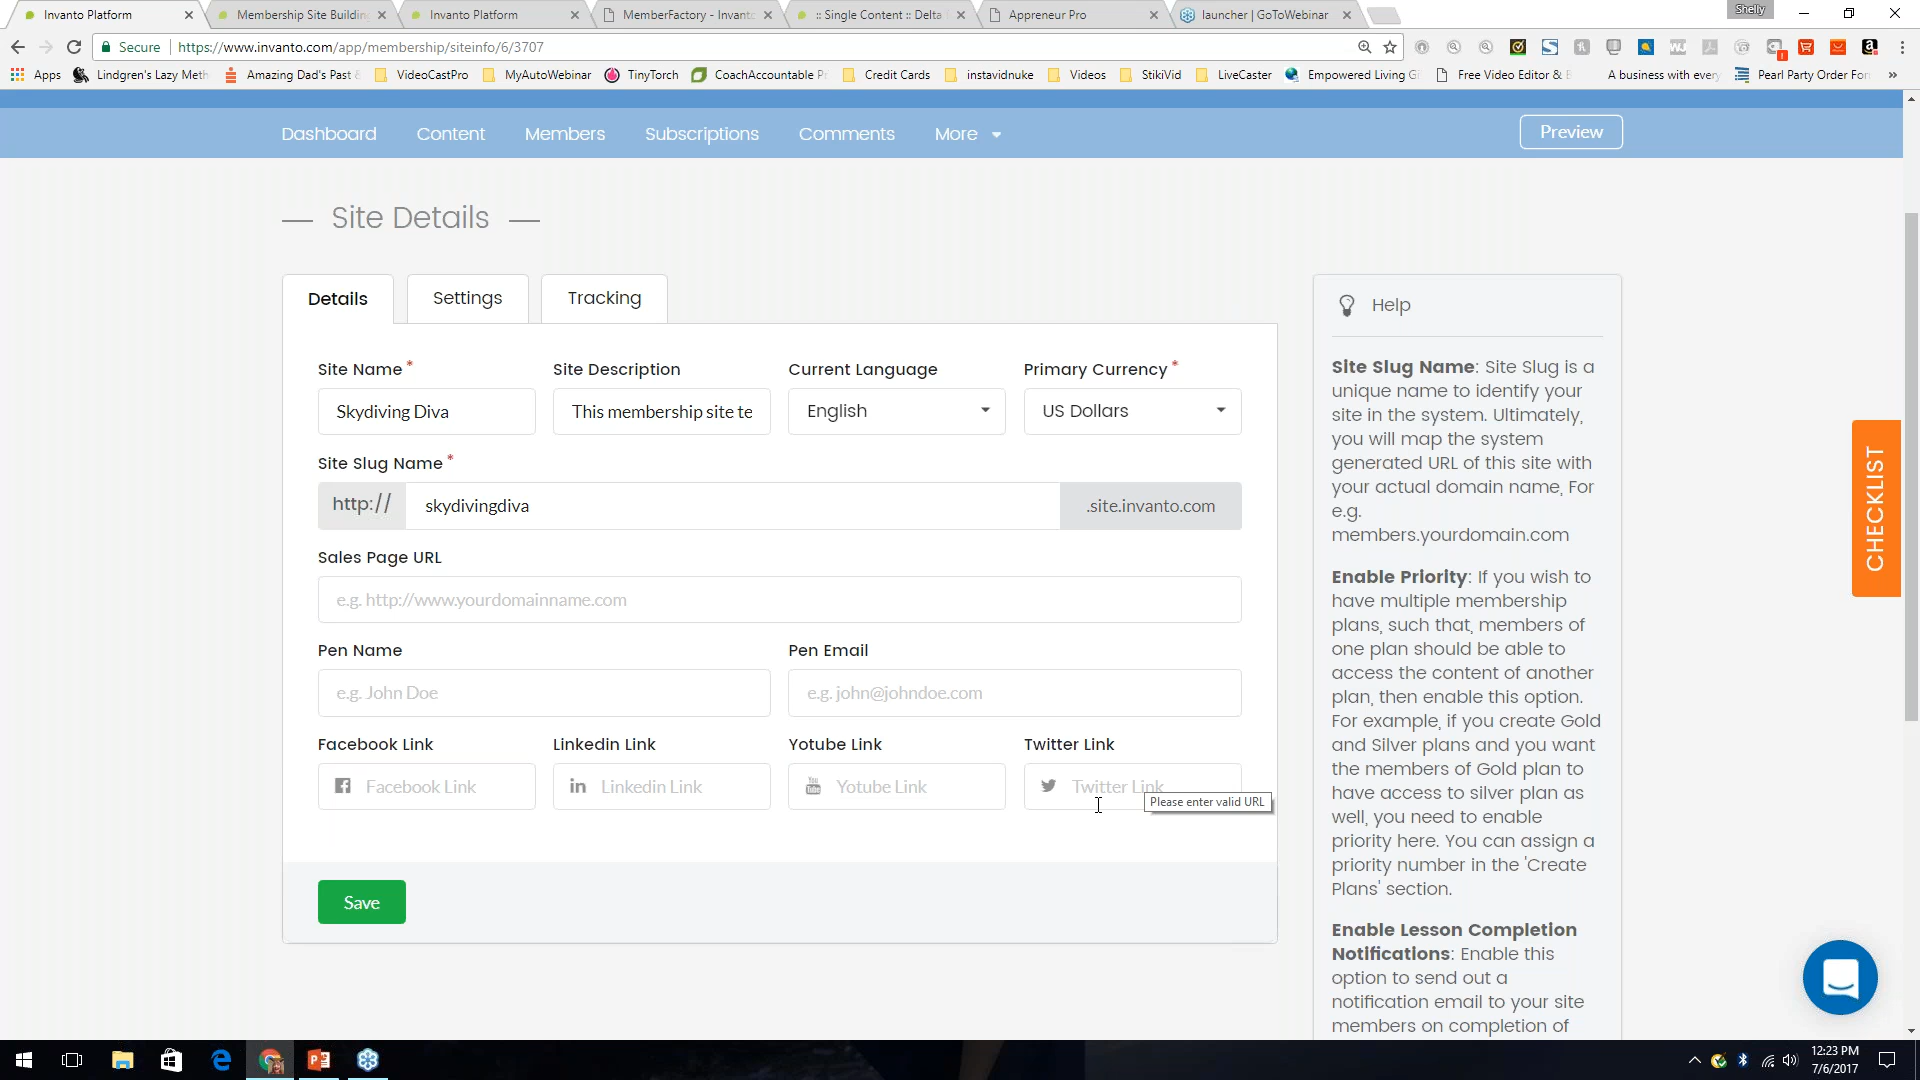 Invanto Platform
Membership Site Buildin
Invanto Platform
MemberFactory - Invant
:: Single Content :: Delta
Appreneur Pro
launcher | GoToWebinar
Shelly
Secure
https://www.invanto.com/app/membership/siteinfo/6/3707
Apps
Lindgren's Lazy Meth
Amazing Dad's Past
VideoCastPro
MyAutoWebinar
TinyTorch
CoachAccountable P
Credit Cards
instavidnuke
Videos
StikiVid
LiveCaster
Empowered Living G
Free Video Editor &
A business with every
Pearl Party Order For
»
Dashboard
Content
Members
Subscriptions
Comments
More
Preview
Site Details
Details
Settings
Tracking
Site Name *
Site Description
Current Language
Primary Currency *
Skydiving Diva
This membership site te
English
US Dollars
Site Slug Name *
http://
skydivingdiva
.site.invanto.com
Sales Page URL
e.g. http://www.yourdomainname.com
Pen Name
Pen Email
e.g. John Doe
e.g. john@johndoe.com
Facebook Link
Linkedin Link
Yotube Link
Twitter Link
Facebook Link
Linkedin Link
Yotube Link
Twitter Link
Please enter valid URL
Save
Help
Site Slug Name: Site Slug is a
unique name to identify your
site in the system. Ultimately,
you will map the system
generated URL of this site with
your actual domain name, For
e.g.
members.yourdomain.com
Enable Priority: If you wish to
have multiple membership
plans, such that, members of
one plan should be able to
access the content of another
plan, then enable this option.
For example, if you create Gold
and Silver plans and you want
the members of Gold plan to
have access to silver plan as
well, you need to enable
priority here. You can assign a
priority number in the 'Create
Plans' section.
Enable Lesson Completion
Notifications: Enable this
option to send out a
notification email to your site
members on completion of
CHECKLIST
12:23 PM
7/6/2017